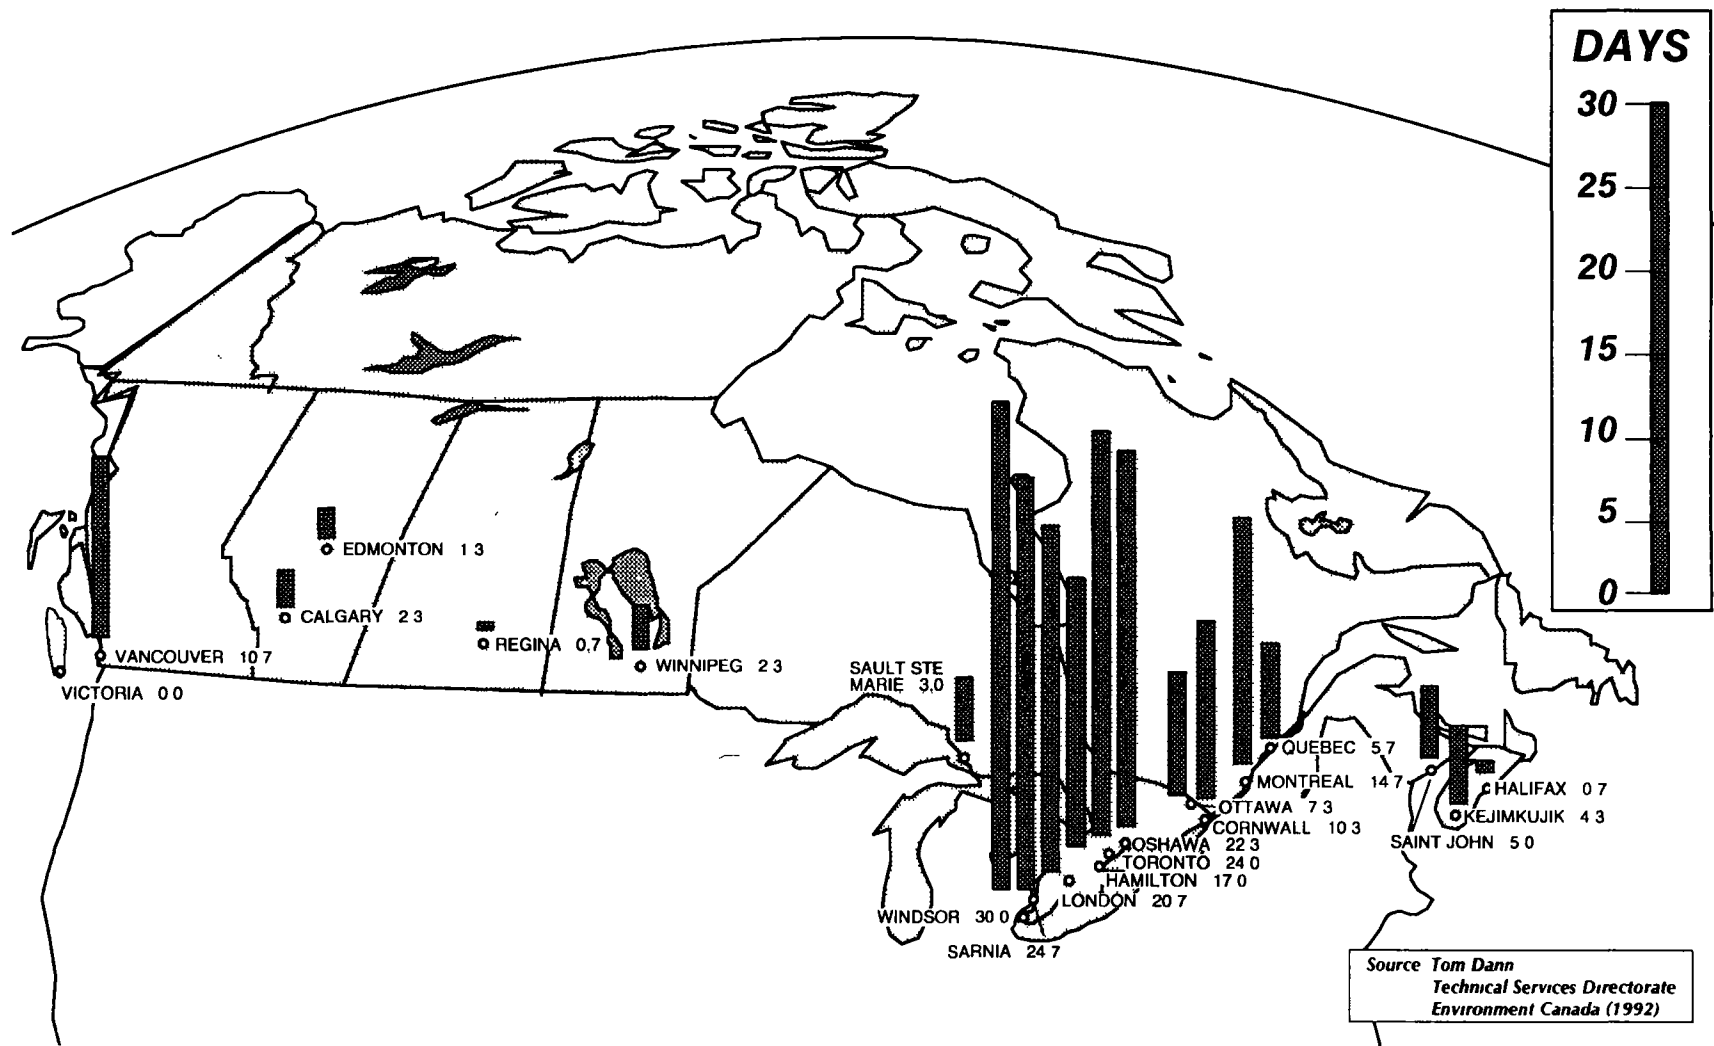 DAYS
30
25
20
15
10
5
0
EDMONTON 1 3
CALGARY 2 3
REGINA 0.7
VANCOUVER 10 7
WINNIPEG 2 3
VICTORIA 0 0
SAULT STE
MARIE 3.0
QUEBEC 5.7
MONTREAL 14 7
OTTAWA 7 3
CORNWALL 10 3
OSHAWA 22 3
TORONTO 24 0
HAMILTON 17 0
LONDON 20 7
WINDSOR 30 0
SARNIA 24 7
HALIFAX 0 7
KEJIMKUJIK 4 3
SAINT JOHN 5 0
Source Tom Dann
Technical Services Directorate
Environment Canada (1992)